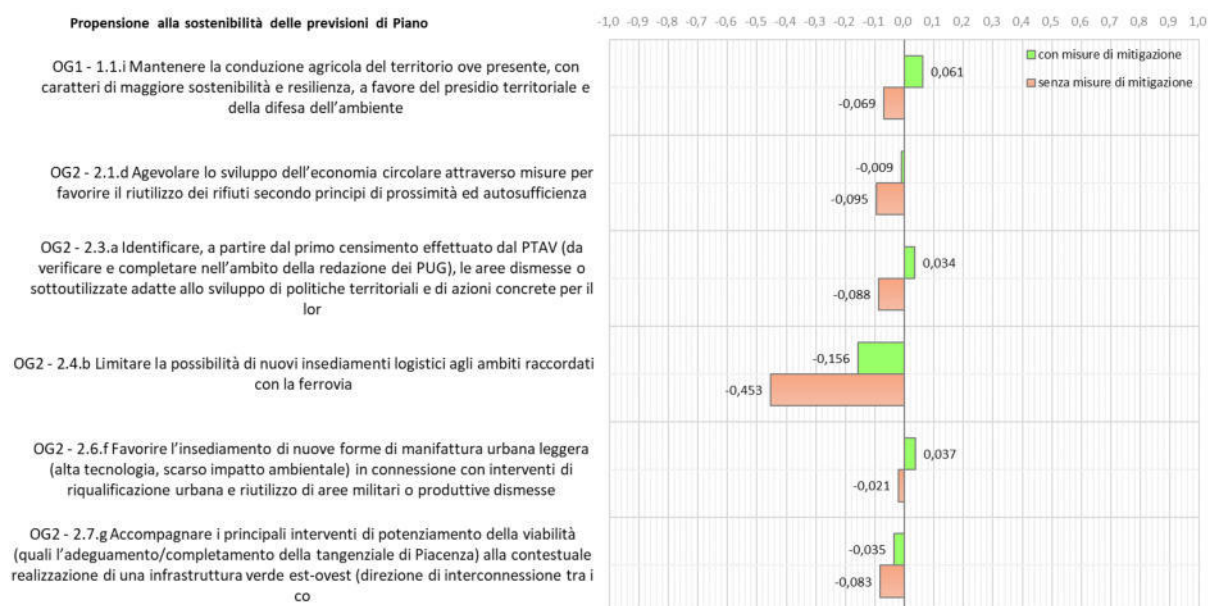 Propensione alla sostenibilità delle previsioni di Piano
-1,0 -0,9 -0,8 -0,7 -0,6 -0,5 -0,4 -0,3 -0,2 -0,1 0,0 0,1 0,2 0,3 0,4 0,5 0,6 0,7 0,8 0,9 1,0
con misure di mitigazione
senza misure di mitigazione
OG1 - 1.1.i Mantenere la conduzione agricola del territorio ove presente, con
caratteri di maggiore sostenibilità e resilienza, a favore del presidio territoriale e
della difesa dell'ambiente
0,061
-0,069
OG2 - 2.1.d Agevolare lo sviluppo dell'economia circolare attraverso misure per
favorire il riutilizzo dei rifiuti secondo principi di prossimità ed autosufficienza
-0,009
-0,095
OG2 - 2.3.a Identificare, a partire dal primo censimento effettuato dal PTAV (da
verificare e completare nell'ambito della redazione dei PUG), le aree dismesse o
sottoutilizzate adatte allo sviluppo di politiche territoriali e di azioni concrete per il
lor
0,034
-0,088
OG2 - 2.4.b Limitare la possibilità di nuovi insediamenti logistici agli ambiti raccordati
con la ferrovia
-0,156
-0,453
OG2 - 2.6.f Favorire l'insediamento di nuove forme di manifattura urbana leggera
(alta tecnologia, scarso impatto ambientale) in connessione con interventi di
riqualificazione urbana e riutilizzo di aree militari o produttive dismesse
0,037
-0,021
OG2 - 2.7.g Accompagnare i principali interventi di potenziamento della viabilità
(quali l'adeguamento/completamento della tangenziale di Piacenza) alla contestuale
realizzazione di una infrastruttura verde est-ovest (direzione di interconnessione tra i
co
-0,035
-0,083